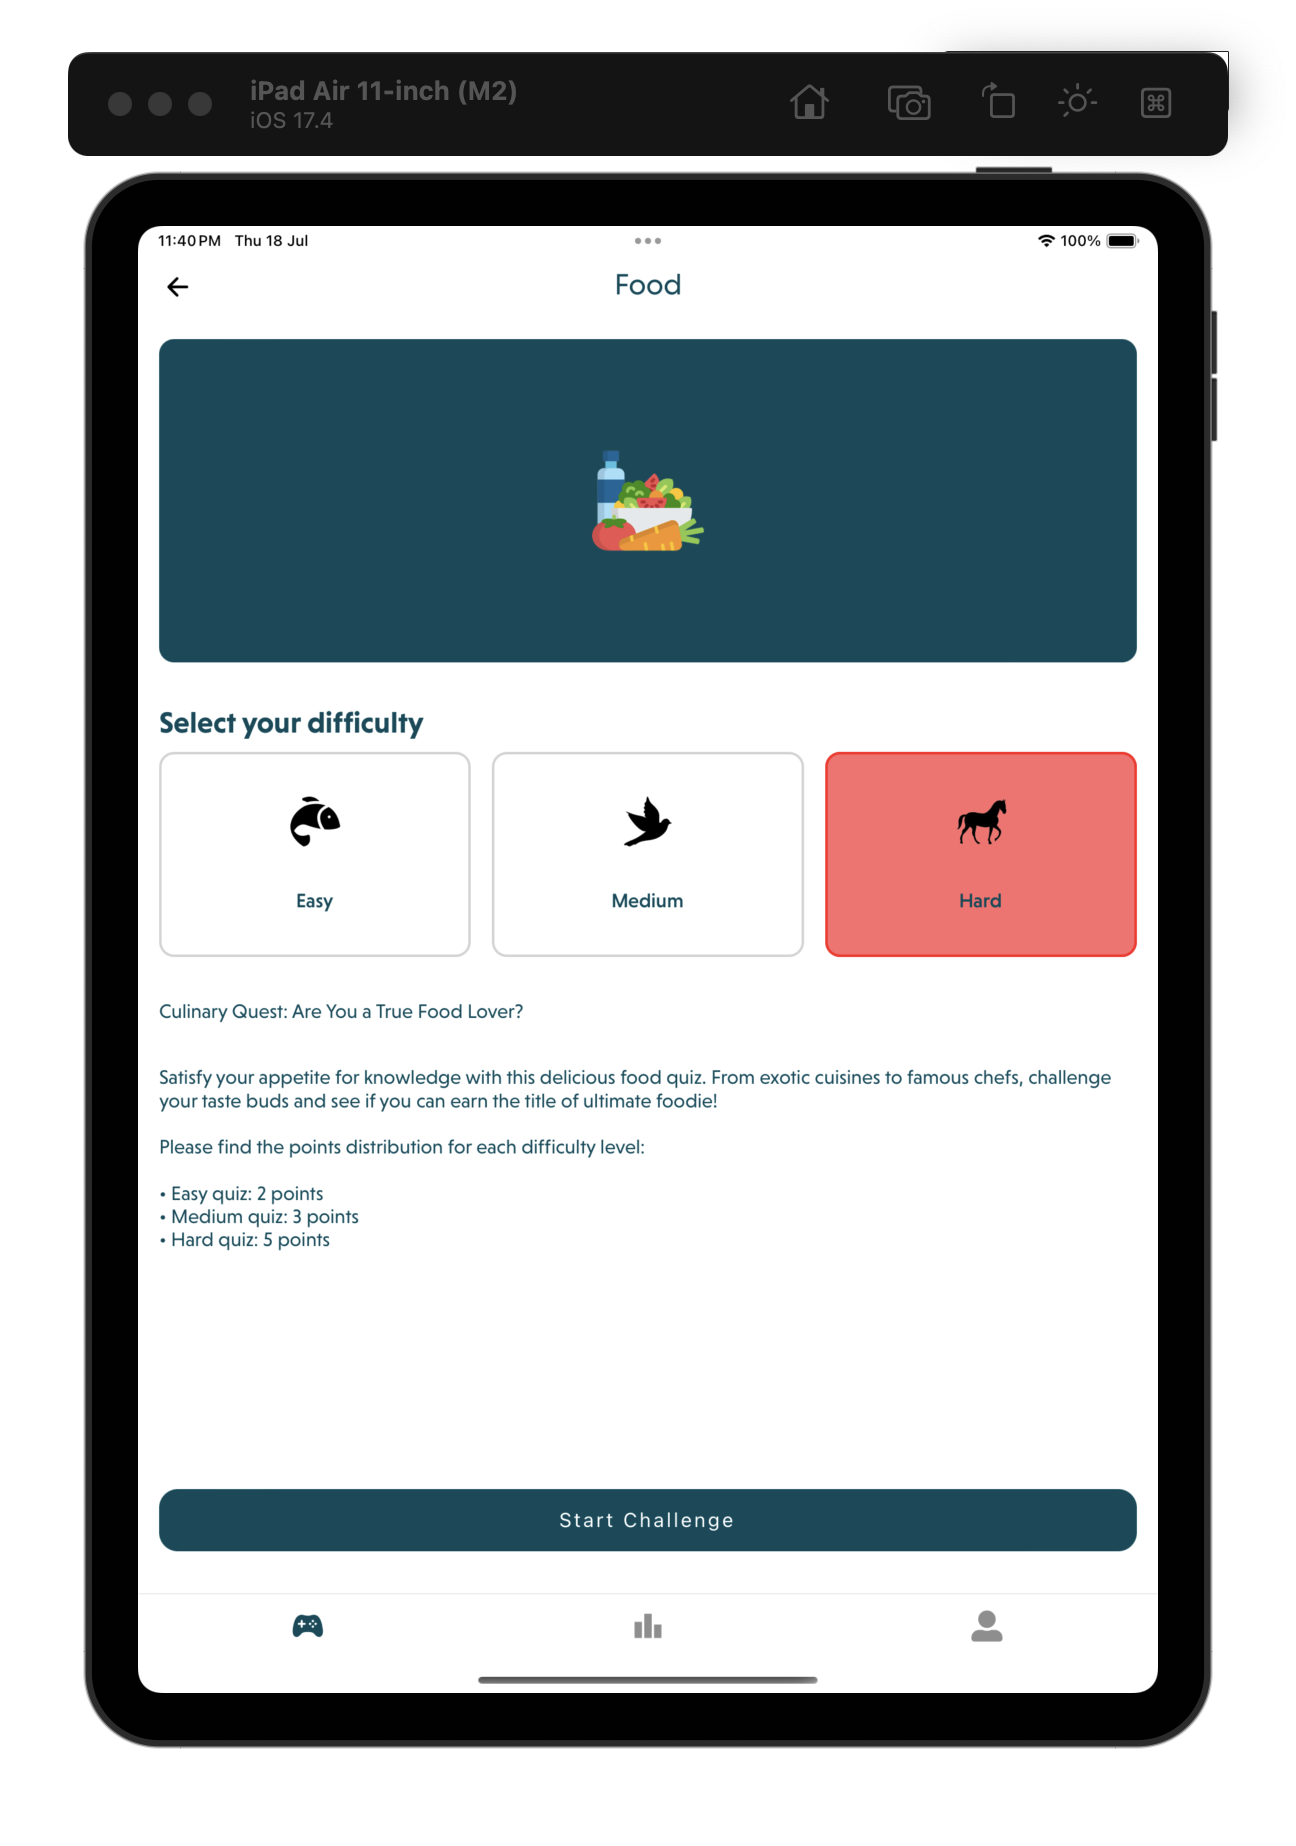 iPad Air 11-inch (M2)
iOS 17.4
11:40 PM Thu 18 Jul
100%
Food
Select your difficulty
Easy
Medium
Hard
Culinary Quest: Are You a True Food Lover?
Satisfy your appetite for knowledge with this delicious food quiz. From exotic cuisines to famous chefs, challenge
your taste buds and see if you can earn the title of ultimate foodie!
Please find the points distribution for each difficulty level:
• Easy quiz: 2 points
• Medium quiz: 3 points
• Hard quiz: 5 points
Start Challenge